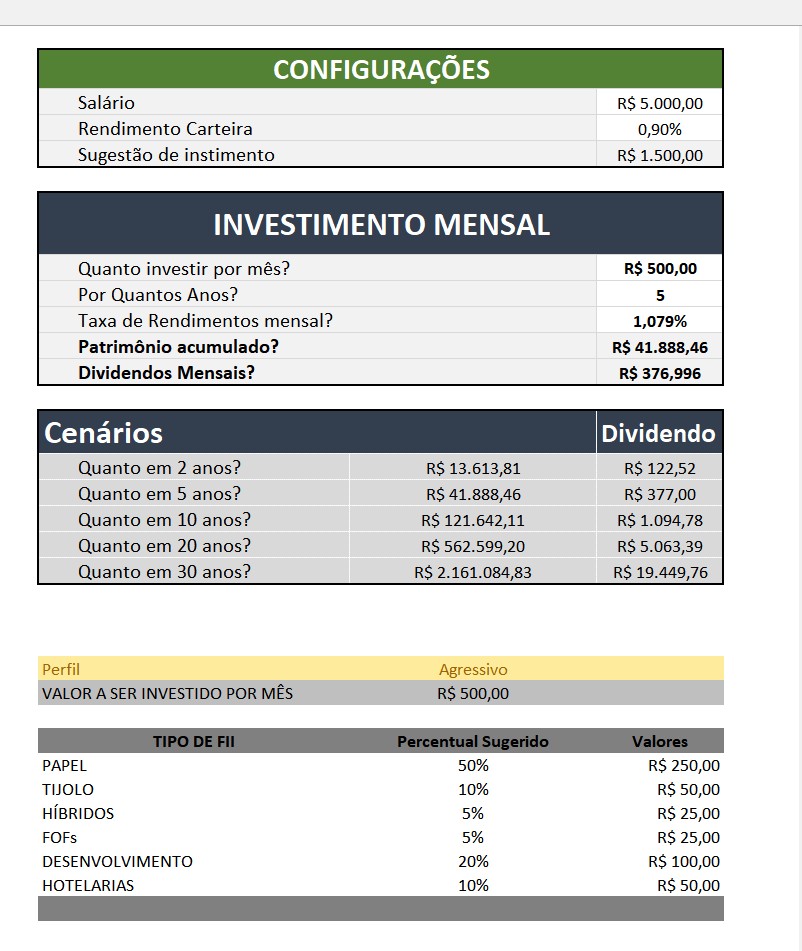 CONFIGURAÇÕES
Salário R$ 5.000,00
Rendimento Carteira 0,90%
Sugestão de instimento R$ 1.500,00
INVESTIMENTO MENSAL
Quanto investir por mês? R$ 500,00
Por Quantos Anos? 5
Taxa de Rendimentos mensal? 1,079%
Patrimônio acumulado? R$ 41.888,46
Dividendos Mensais? R$ 376,996
Cenários Dividendo
Quanto em 2 anos? R$ 13.613,81 R$ 122,52
Quanto em 5 anos? R$ 41.888,46 R$ 377,00
Quanto em 10 anos? R$ 121.642,11 R$ 1.094,78
Quanto em 20 anos? R$ 562.599,20 R$ 5.063,39
Quanto em 30 anos? R$ 2.161.084,83 R$ 19.449,76
Perfil Agressivo
VALOR A SER INVESTIDO POR MÊS R$ 500,00
TIPO DE FII Percentual Sugerido Valores
PAPEL 50% R$ 250,00
TIJOLO 10% R$ 50,00
HÍBRIDOS 5% R$ 25,00
FOFs 5% R$ 25,00
DESENVOLVIMENTO 20% R$ 100,00
HOTELARIAS 10% R$ 50,00